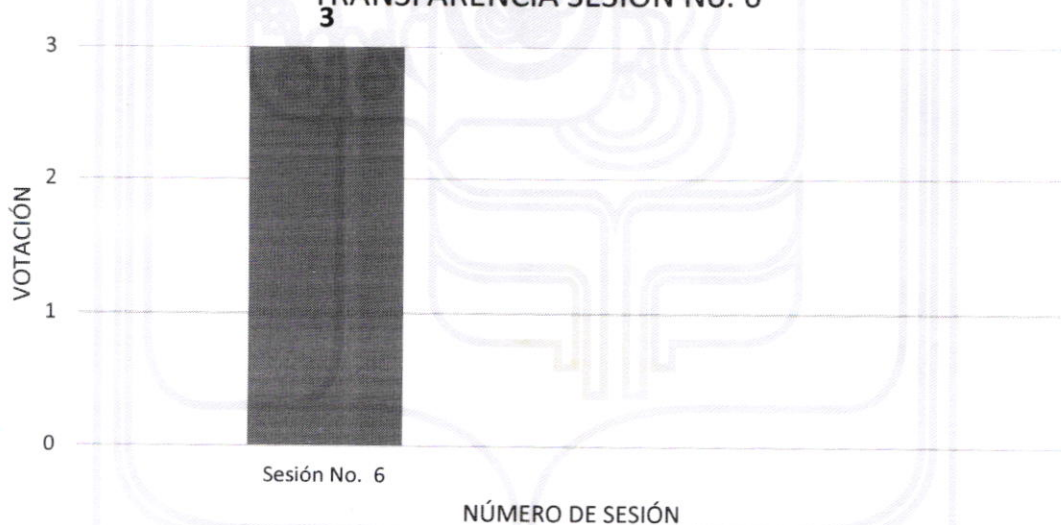 TRANSPARENCIA SESIÓN No. 6
3
3
2
1
0
VOTACIÓN
Sesión No. 6
NÚMERO DE SESIÓN